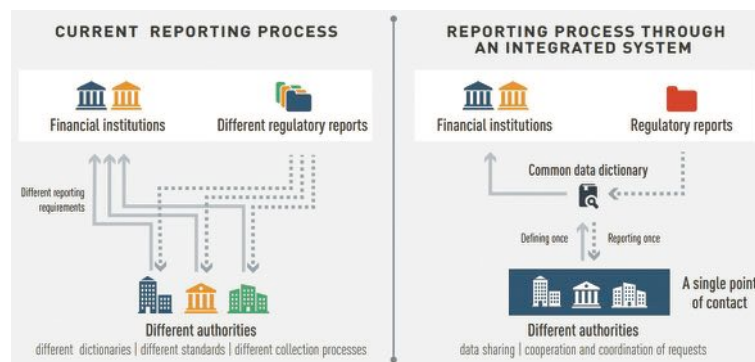 CURRENT REPORTING PROCESS
Financial institutions
Different regulatory reports
Different reporting
requirements
Different authorities
different dictionaries | different standards | different collection processes
REPORTING PROCESS THROUGH
AN INTEGRATED SYSTEM
Financial institutions
Regulatory reports
Common data dictionary
Defining once
Reporting once
A single point
of contact
Different authorities
data sharing | cooperation and coordination of requests